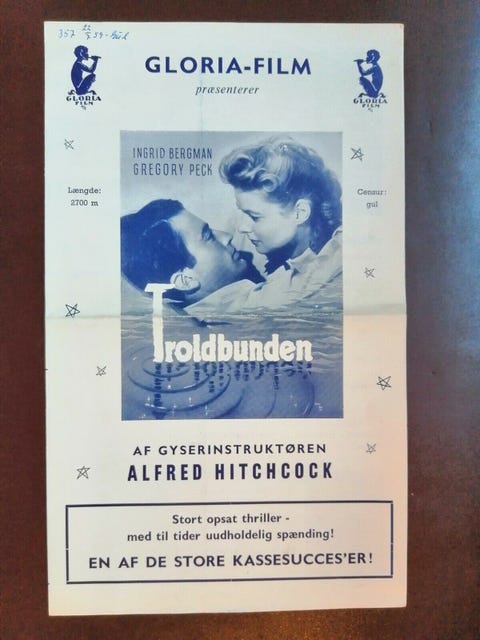 GLORIA-FILM
præsenterer
GLORIA
FILM
GLORIA
FILM
INGRID BERGMAN
GREGORY PECK
Længde:
2700 m
Censur:
gul
Troldbunden
AF GYSERINSTRUKTØREN
ALFRED HITCHCOCK
Stort opsat thriller -
med til tider uudholdelig spænding!
EN AF DE STORE KASSESUCCES'ER!